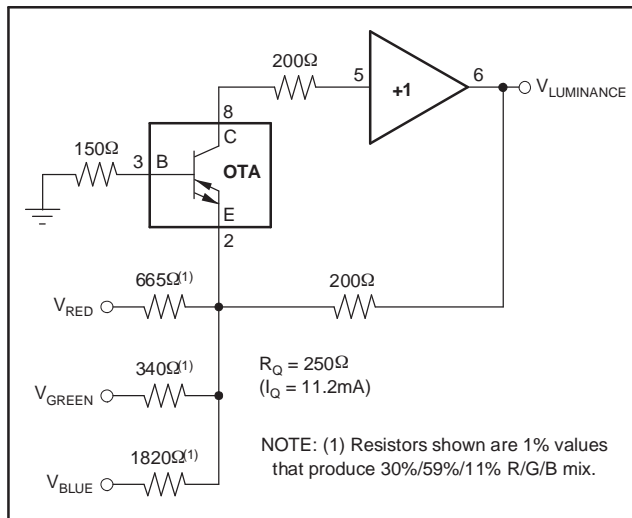 200Ω
5
+1
6
V_LUMINANCE
8
C
150Ω
3
B
OTA
E
2
665Ω(1)
200Ω
V_RED
340Ω(1)
R_Q = 250Ω
(I_Q = 11.2mA)
V_GREEN
1820Ω(1)
NOTE: (1) Resistors shown are 1% values
that produce 30%/59%/11% R/G/B mix.
V_BLUE